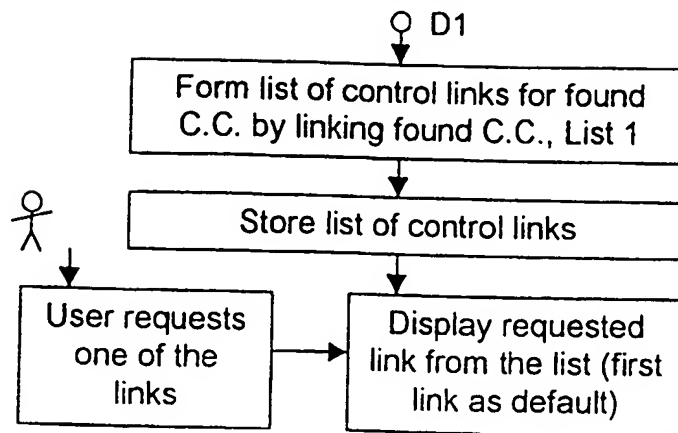 D1
Form list of control links for found
C.C. by linking found C.C., List 1
Store list of control links
User requests
one of the
links
Display requested
link from the list (first
link as default)